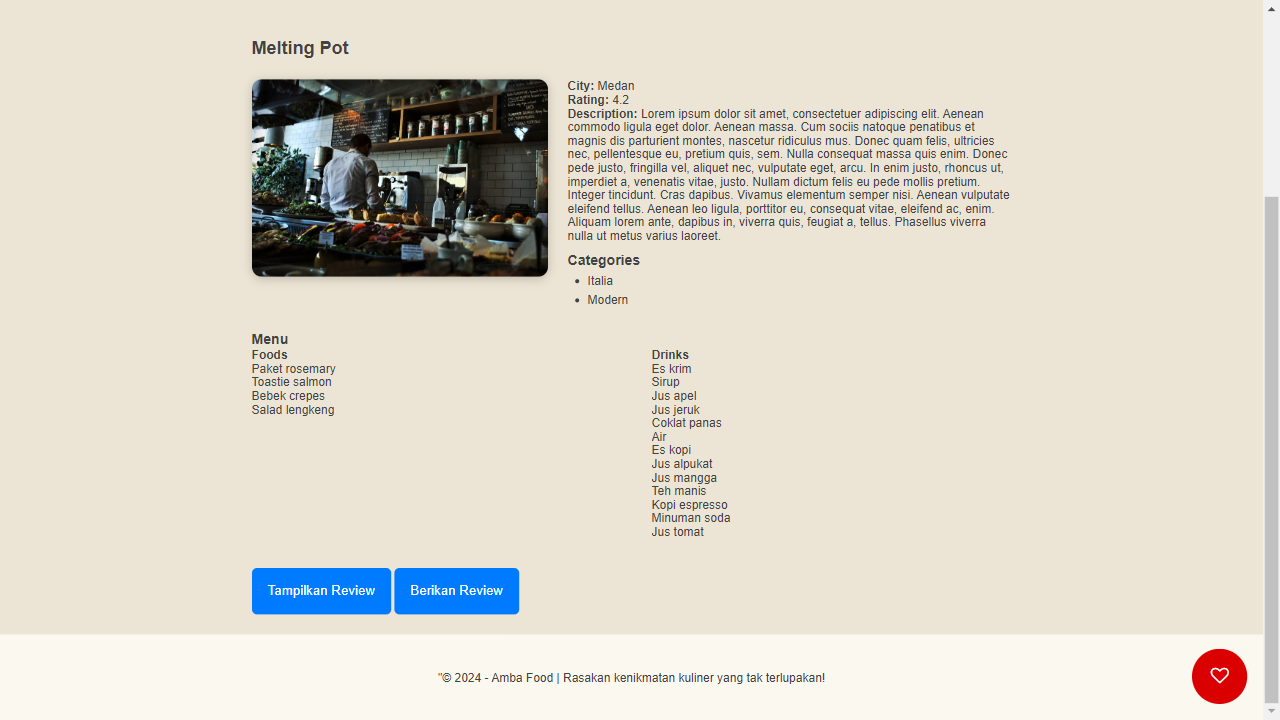 Melting Pot
City: Medan
Rating: 4.2
Description: Lorem ipsum dolor sit amet, consectetuer adipiscing elit. Aenean
commodo ligula eget dolor. Aenean massa. Cum sociis natoque penatibus et
magnis dis parturient montes, nascetur ridiculus mus. Donec quam felis, ultricies
nec, pellentesque eu, pretium quis, sem. Nulla consequat massa quis enim. Donec
pede justo, fringilla vel, aliquet nec, vulputate eget, arcu. In enim justo, rhoncus ut,
imperdiet a, venenatis vitae, justo. Nullam dictum felis eu pede mollis pretium.
Integer tincidunt. Cras dapibus. Vivamus elementum semper nisi. Aenean vulputate
eleifend tellus. Aenean leo ligula, porttitor eu, consequat vitae, eleifend ac, enim.
Aliquam lorem ante, dapibus in, viverra quis, feugiat a, tellus. Phasellus viverra
nulla ut metus varius laoreet.
Categories
• Italia
• Modern
Menu
Foods
Paket rosemary
Toastie salmon
Bebek crepes
Salad lengkeng
Drinks
Es krim
Sirup
Jus apel
Jus jeruk
Coklat panas
Air
Es kopi
Jus alpukat
Jus mangga
Teh manis
Kopi espresso
Minuman soda
Jus tomat
Tampilkan Review
Berikan Review
"© 2024 - Amba Food | Rasakan kenikmatan kuliner yang tak terlupakan!